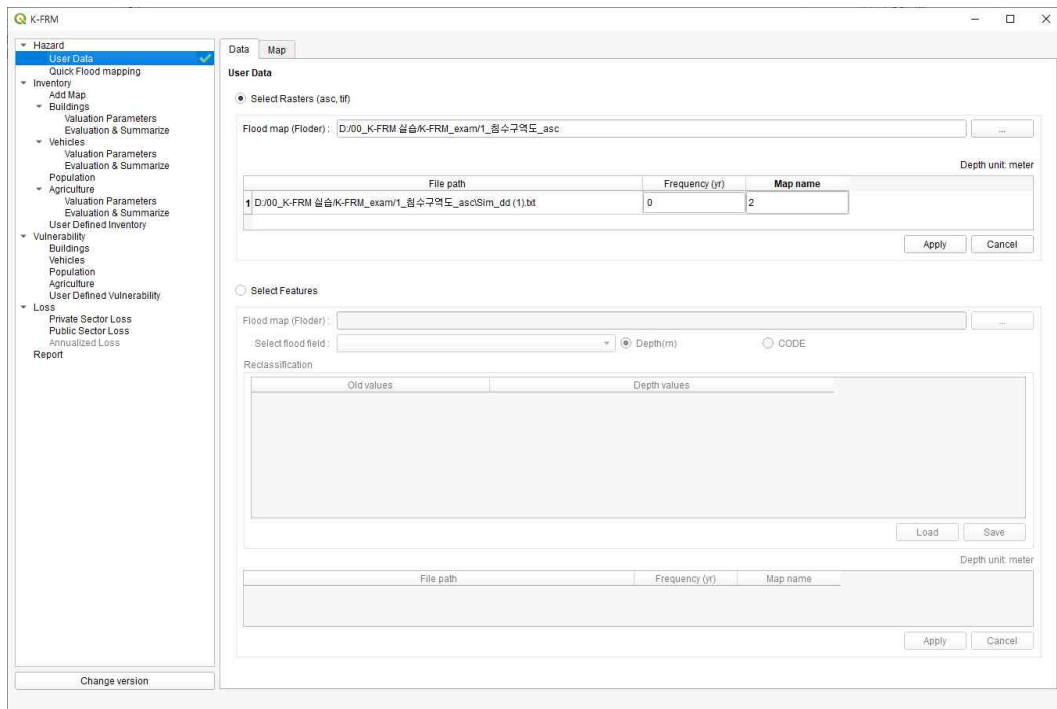 K-FRM
Hazard
User Data
Quick Flood mapping
Inventory
Add Map
Buildings
Valuation Parameters
Evaluation & Summarize
Vehicles
Valuation Parameters
Evaluation & Summarize
Population
Agriculture
Valuation Parameters
Evaluation & Summarize
User Defined Inventory
Vulnerability
Buildings
Vehicles
Population
Agriculture
User Defined Vulnerability
Loss
Private Sector Loss
Public Sector Loss
Annualized Loss
Report
Change version
Data Map
User Data
Select Rasters (asc, tif)
Flood map (Floder) : D:/00_K-FRM 실습/K-FRM_exam/1_침수구역도_asc ...
Depth unit: meter
File path Frequency (yr) Map name
1 D:/00_K-FRM 실습/K-FRM_exam/1_침수구역도_asc\Sim_dd (1).txt 0 2
Apply Cancel
Select Features
Flood map (Floder) : ...
Select flood field : Depth(m) CODE
Reclassification
Old values Depth values
Load Save
Depth unit: meter
File path Frequency (yr) Map name
Apply Cancel